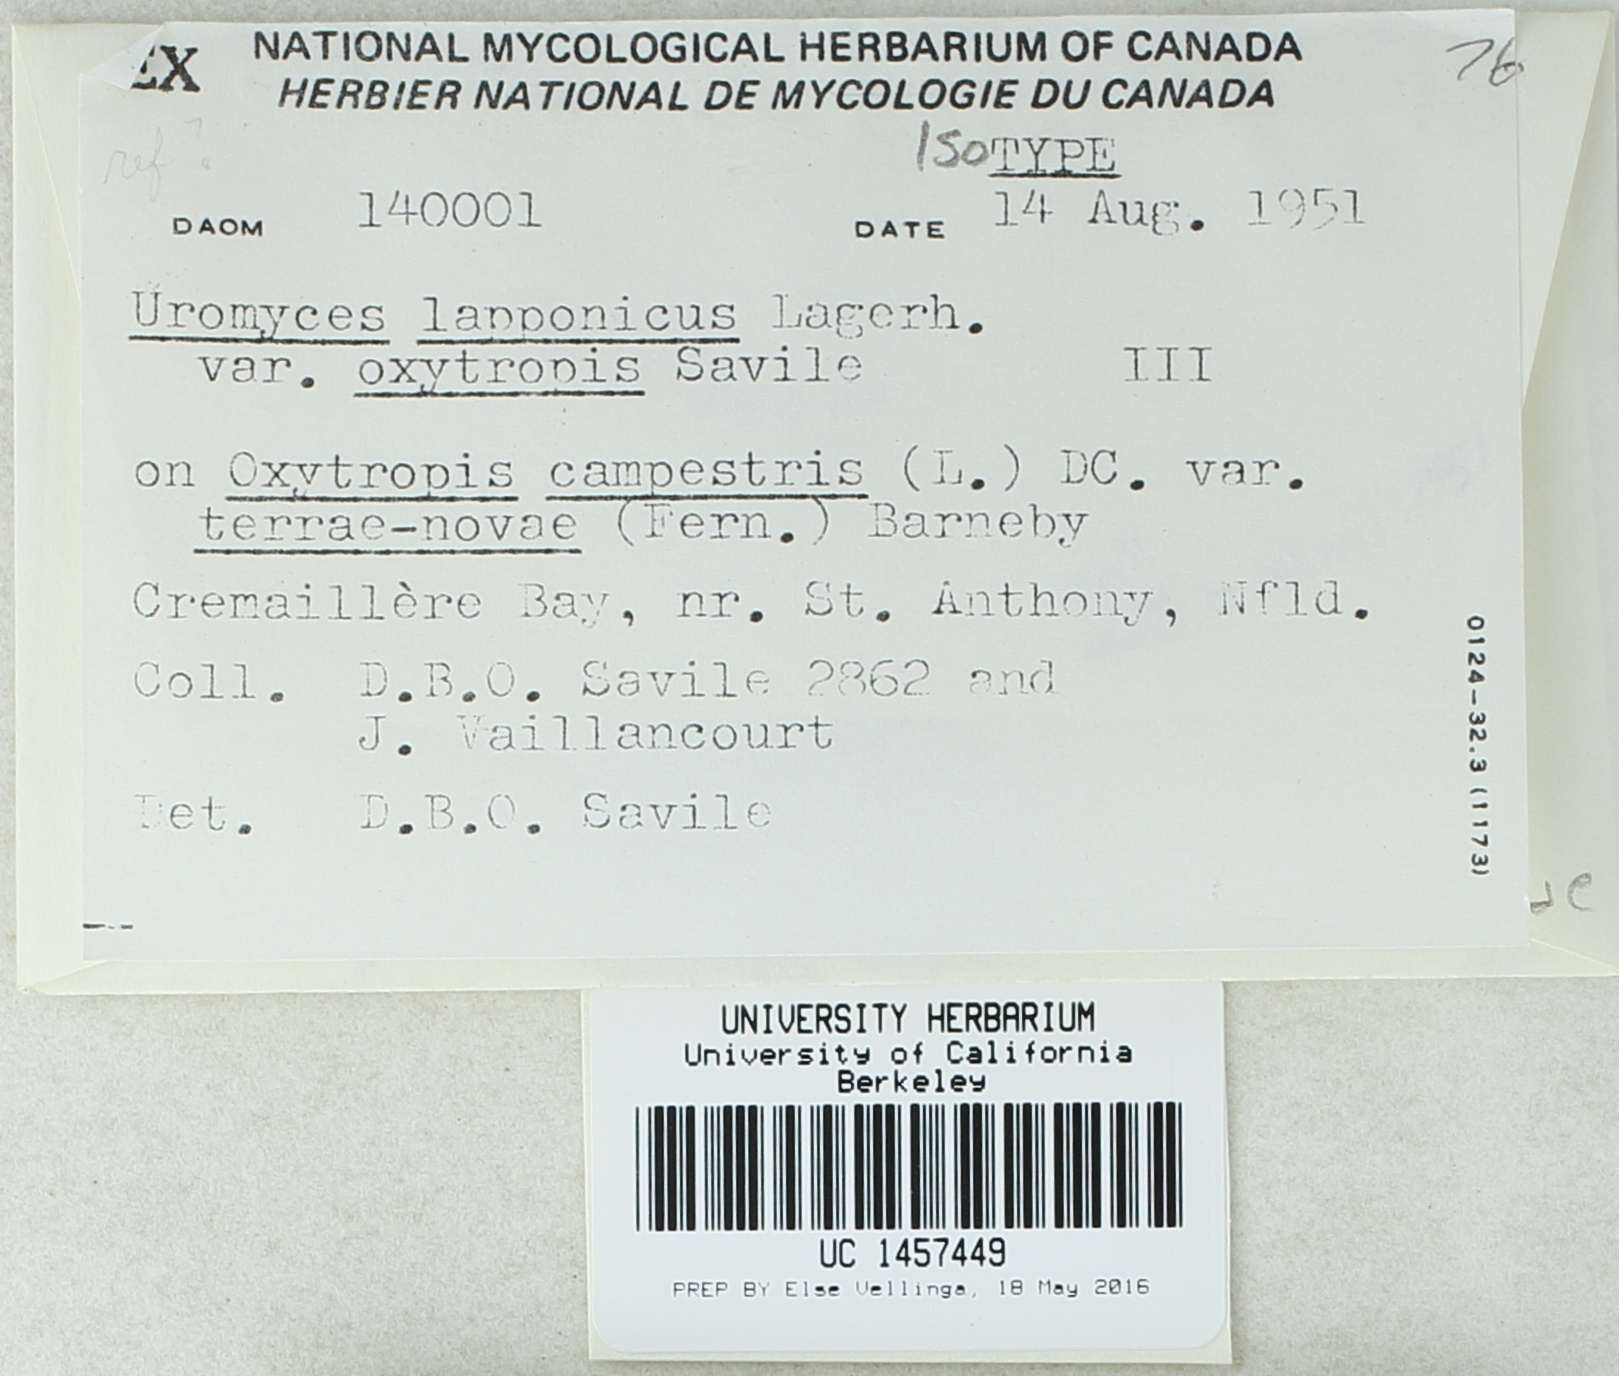 EX NATIONAL MYCOLOGICAL HERBARIUM OF CANADA 76
HERBIER NATIONAL DE MYCOLOGIE DU CANADA
ref?
IsoTYPE
DAOM 140001 DATE 14 Aug. 1951
Uromyces lapponicus Lagerh.
var. oxytropis Savile III
on Oxytropis campestris (L.) DC. var.
terrae-novae (Fern.) Barneby
Cremaillère Bay, nr. St. Anthony, Nfld.
Coll. D.B.O. Savile 2862 and
J. Vaillancourt
Det. D.B.O. Savile
0124-32.3 (1173)
UNIVERSITY HERBARIUM
University of California
Berkeley
UC 1457449
PREP BY Else Vellinga, 18 May 2016